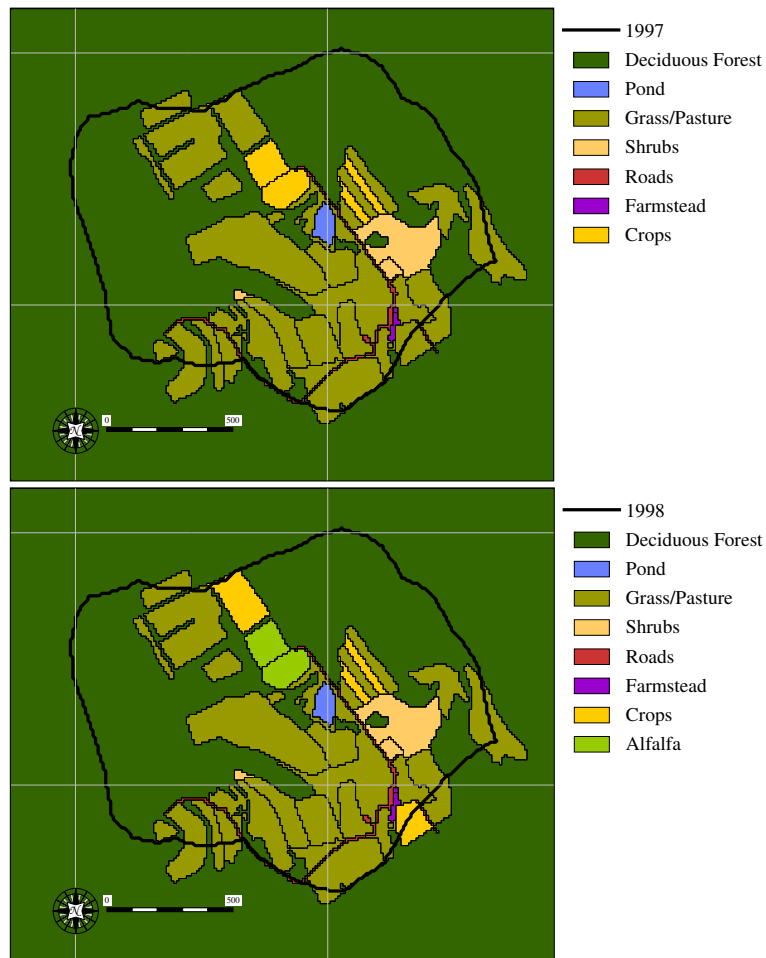 1997
Deciduous Forest
Pond
Grass/Pasture
Shrubs
Roads
Farmstead
Crops
N
0 500
1998
Deciduous Forest
Pond
Grass/Pasture
Shrubs
Roads
Farmstead
Crops
Alfalfa
N
0 500